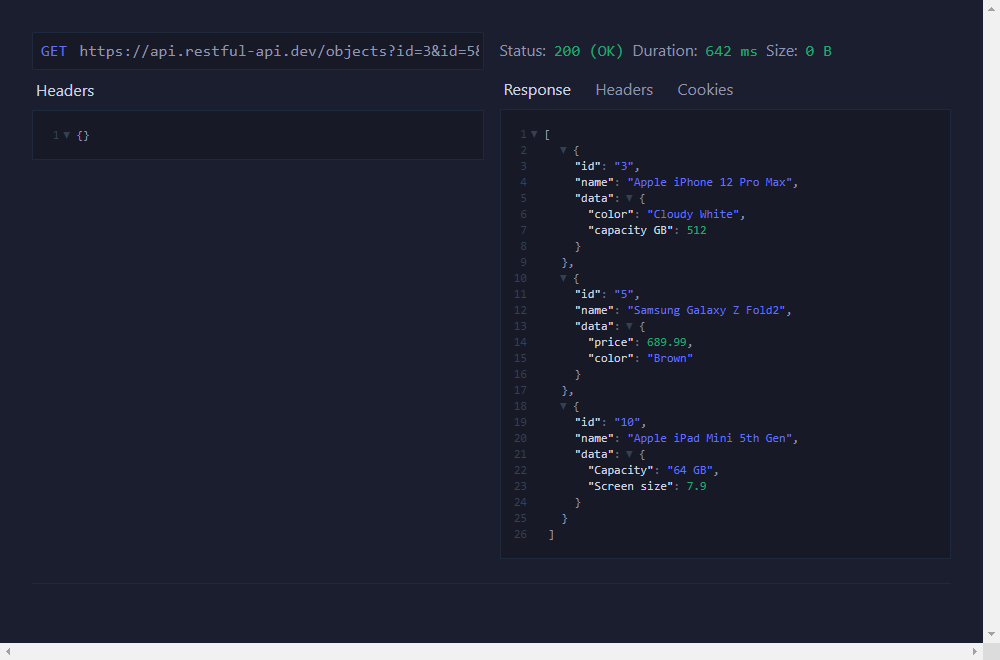 GET https://api.restful-api.dev/objects?id=3&id=5&
Status: 200 (OK) Duration: 642 ms Size: 0 B
Headers
Response Headers Cookies
1 {}
1 [
2 {
3 "id": "3",
4 "name": "Apple iPhone 12 Pro Max",
5 "data": {
6 "color": "Cloudy White",
7 "capacity GB": 512
8 }
9 },
10 {
11 "id": "5",
12 "name": "Samsung Galaxy Z Fold2",
13 "data": {
14 "price": 689.99,
15 "color": "Brown"
16 }
17 },
18 {
19 "id": "10",
20 "name": "Apple iPad Mini 5th Gen",
21 "data": {
22 "Capacity": "64 GB",
23 "Screen size": 7.9
24 }
25 }
26 ]